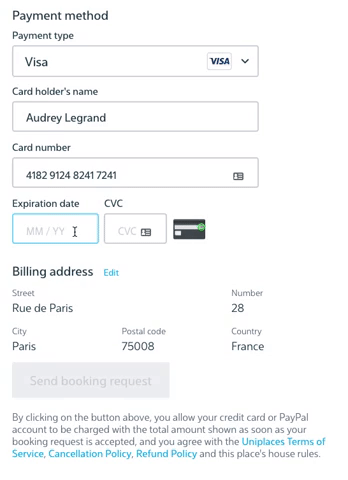 Payment method
Payment type
Visa VISA
Card holder's name
Audrey Legrand
Card number
4182 9124 8241 7241
Expiration date CVC
MM / YY CVC
Billing address Edit
Street Number
Rue de Paris 28
City Postal code Country
Paris 75008 France
Send booking request
By clicking on the button above, you allow your credit card or PayPal
account to be charged with the total amount shown as soon as your
booking request is accepted, and you agree with the Uniplaces Terms of
Service, Cancellation Policy, Refund Policy and this place's house rules.